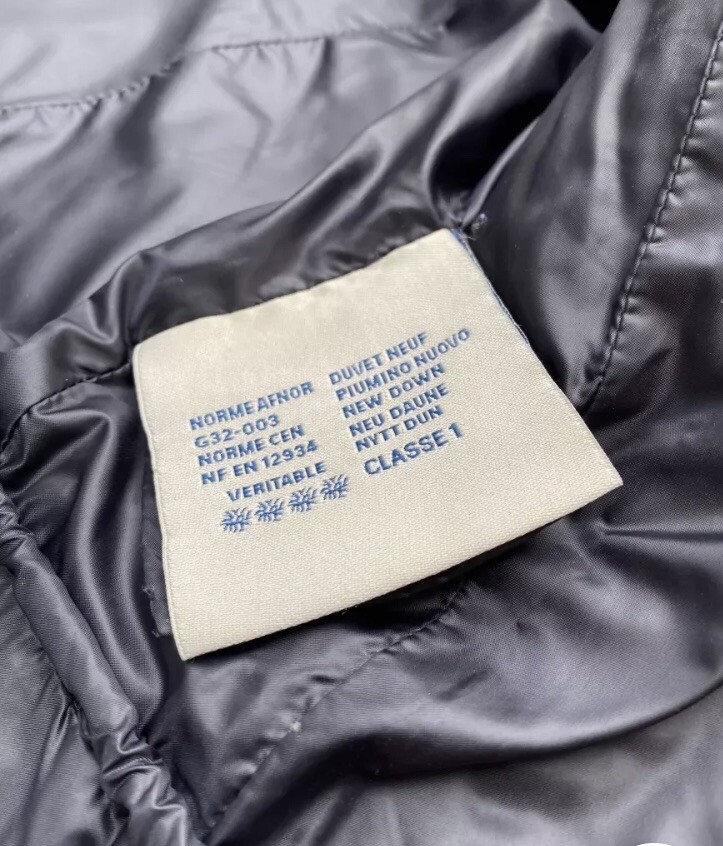 NORME AFNOR
G32-003
NORME CEN
NF EN 12934
VERITABLE
DUVET NEUF
PIUMINO NUOVO
NEW DOWN
NEU DAUNE
NYTT DUN
CLASSE 1